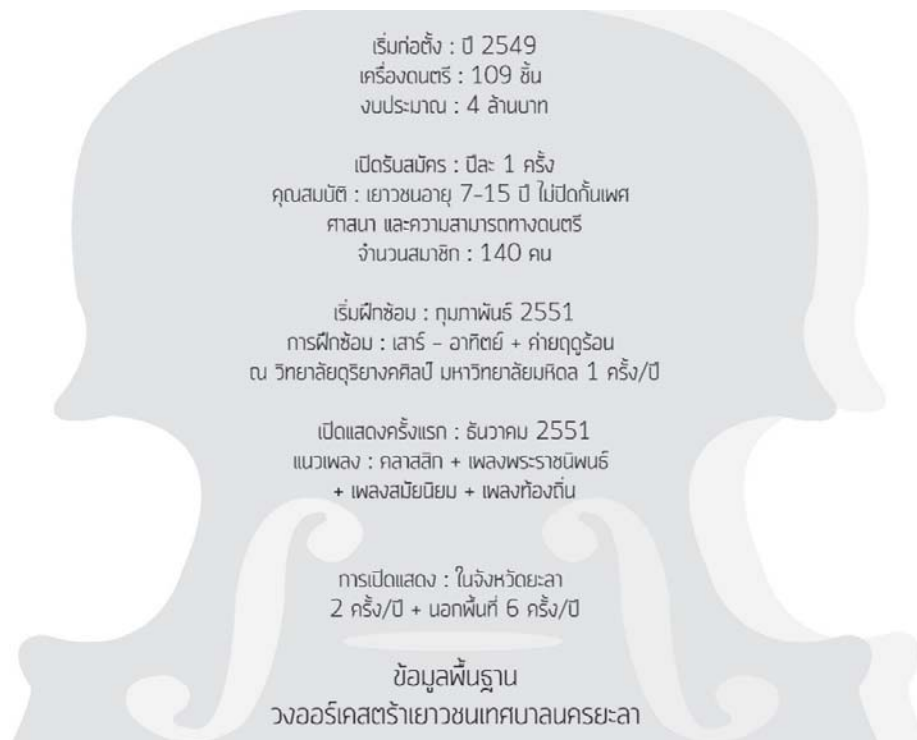 เริ่มก่อตั้ง : ปี 2549
เครื่องดนตรี : 109 ชิ้น
งบประมาณ : 4 ล้านบาท
เปิดรับสมัคร : ปีละ 1 ครั้ง
คุณสมบัติ : เยาวชนอายุ 7-15 ปี ไม่ปิดกั้นเพศ
ศาสนา และความสามารถทางดนตรี
จำนวนสมาชิก : 140 คน
เริ่มฝึกซ้อม : กุมภาพันธ์ 2551
การฝึกซ้อม : เสาร์ - อาทิตย์ + ค่ายฤดูร้อน
ณ วิทยาลัยดุริยางคศิลป์ มหาวิทยาลัยมหิดล 1 ครั้ง/ปี
เปิดแสดงครั้งแรก : ธันวาคม 2551
แนวเพลง : คลาสสิก + เพลงพระราชนิพนธ์
+ เพลงสมัยนิยม + เพลงท้องถิ่น
การเปิดแสดง : ในจังหวัดยะลา
2 ครั้ง/ปี + นอกพื้นที่ 6 ครั้ง/ปี
ข้อมูลพื้นฐาน
วงออร์เคสตร้าเยาวชนเทศบาลนครยะลา